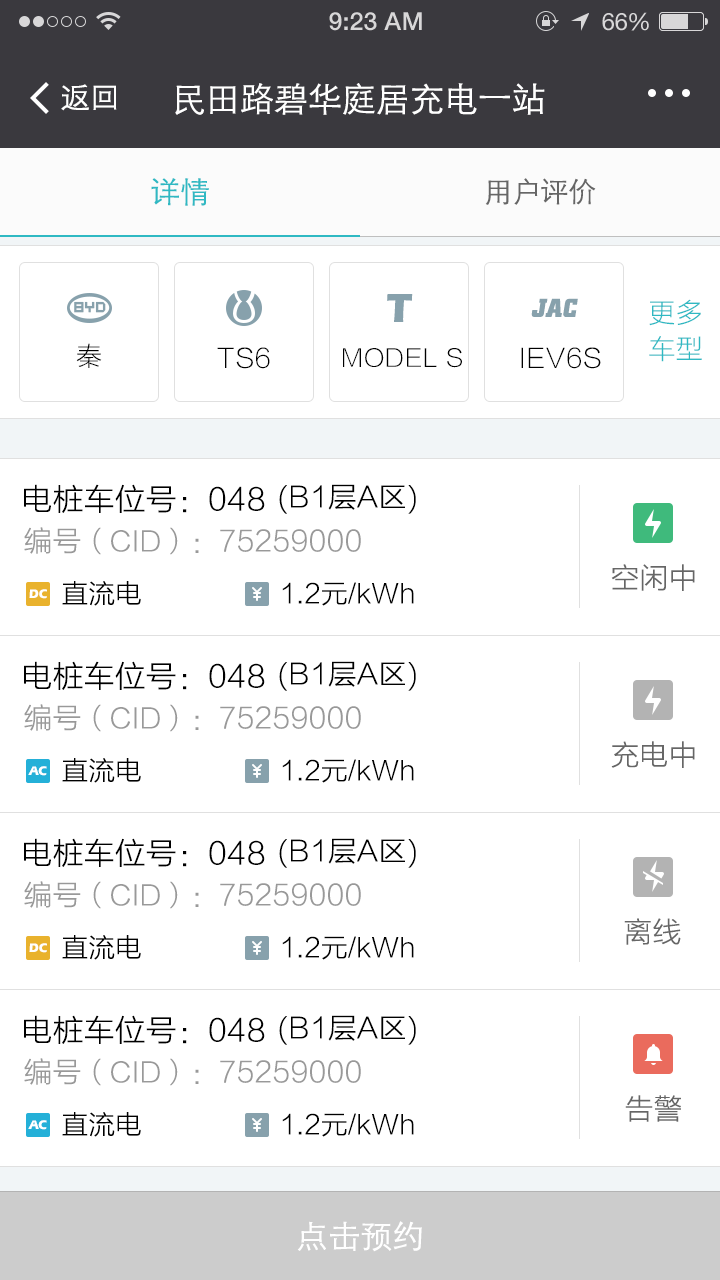 9:23 AM 66%
返回 民田路碧华庭居充电一站
详情 用户评价
BYD T JAC
秦 TS6 MODEL S IEV6S
更多
车型
电桩车位号：048 (B1层A区)
编号（CID）：75259000
空闲中
DC 直流电 ¥ 1.2元/kWh
电桩车位号：048 (B1层A区)
编号（CID）：75259000
充电中
AC 直流电 ¥ 1.2元/kWh
电桩车位号：048 (B1层A区)
编号（CID）：75259000
离线
DC 直流电 ¥ 1.2元/kWh
电桩车位号：048 (B1层A区)
编号（CID）：75259000
告警
AC 直流电 ¥ 1.2元/kWh
点击预约